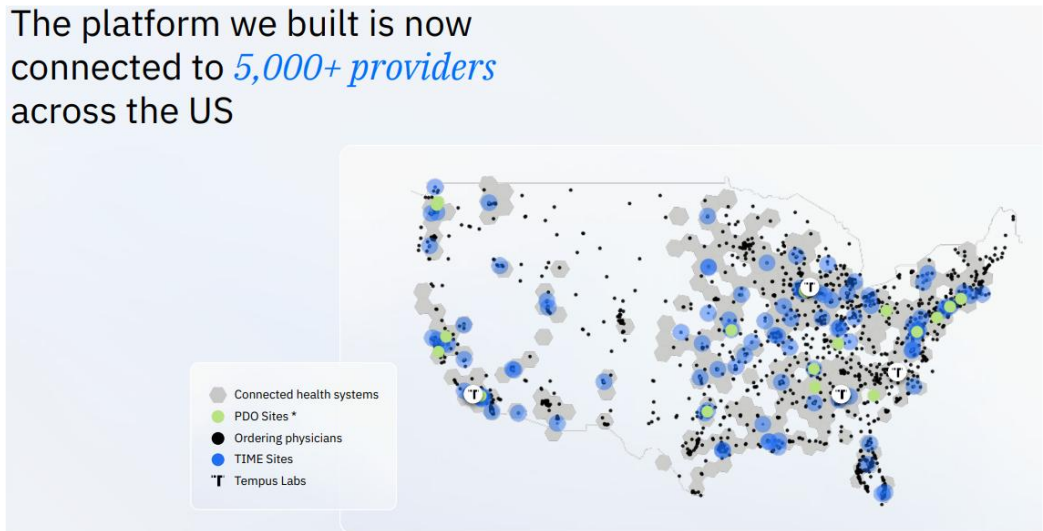 The platform we built is now
connected to 5,000+ providers
across the US
Connected health systems
PDO Sites *
Ordering physicians
TIME Sites
Tempus Labs